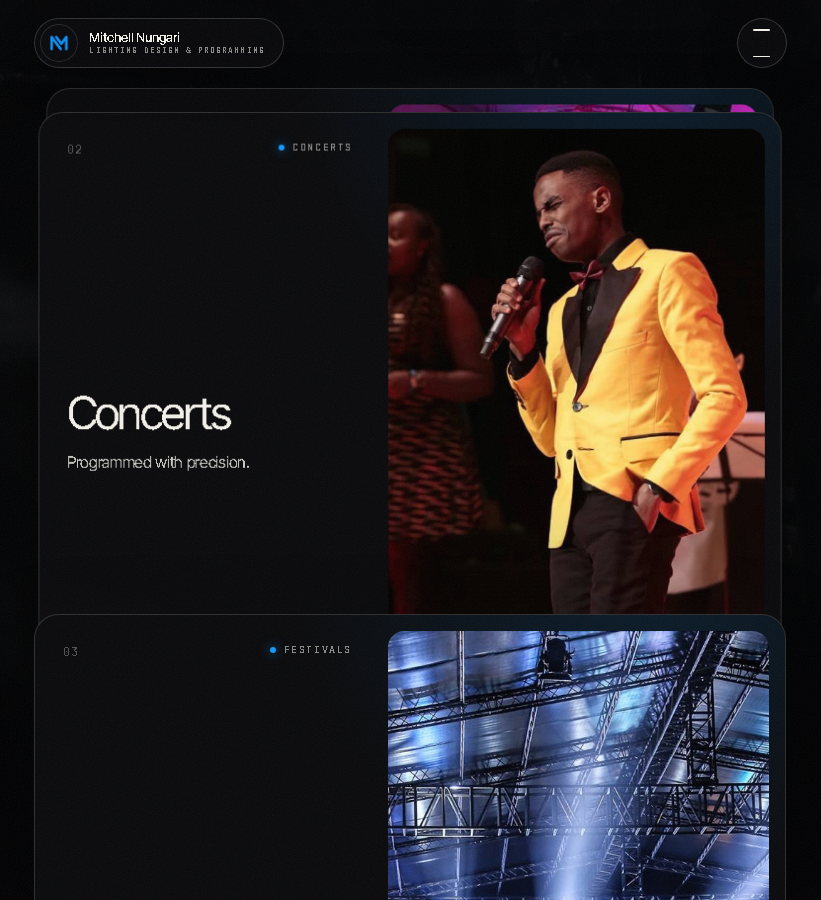 Mitchell Nungari
LIGHTING DESIGN & PROGRAMMING
02
CONCERTS
Concerts
Programmed with precision.
03
FESTIVALS